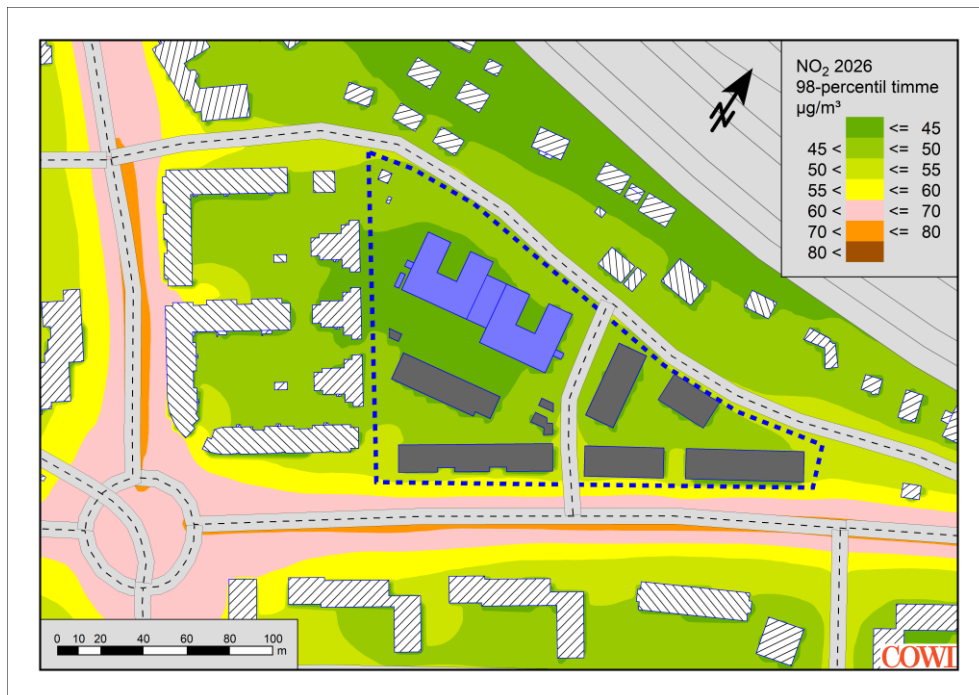 NO₂ 2026
98-percentil timme
µg/m³
<= 45
45 < <= 50
50 < <= 55
55 < <= 60
60 < <= 70
70 < <= 80
80 <
N
0 10 20 40 60 80 100
m
COWI